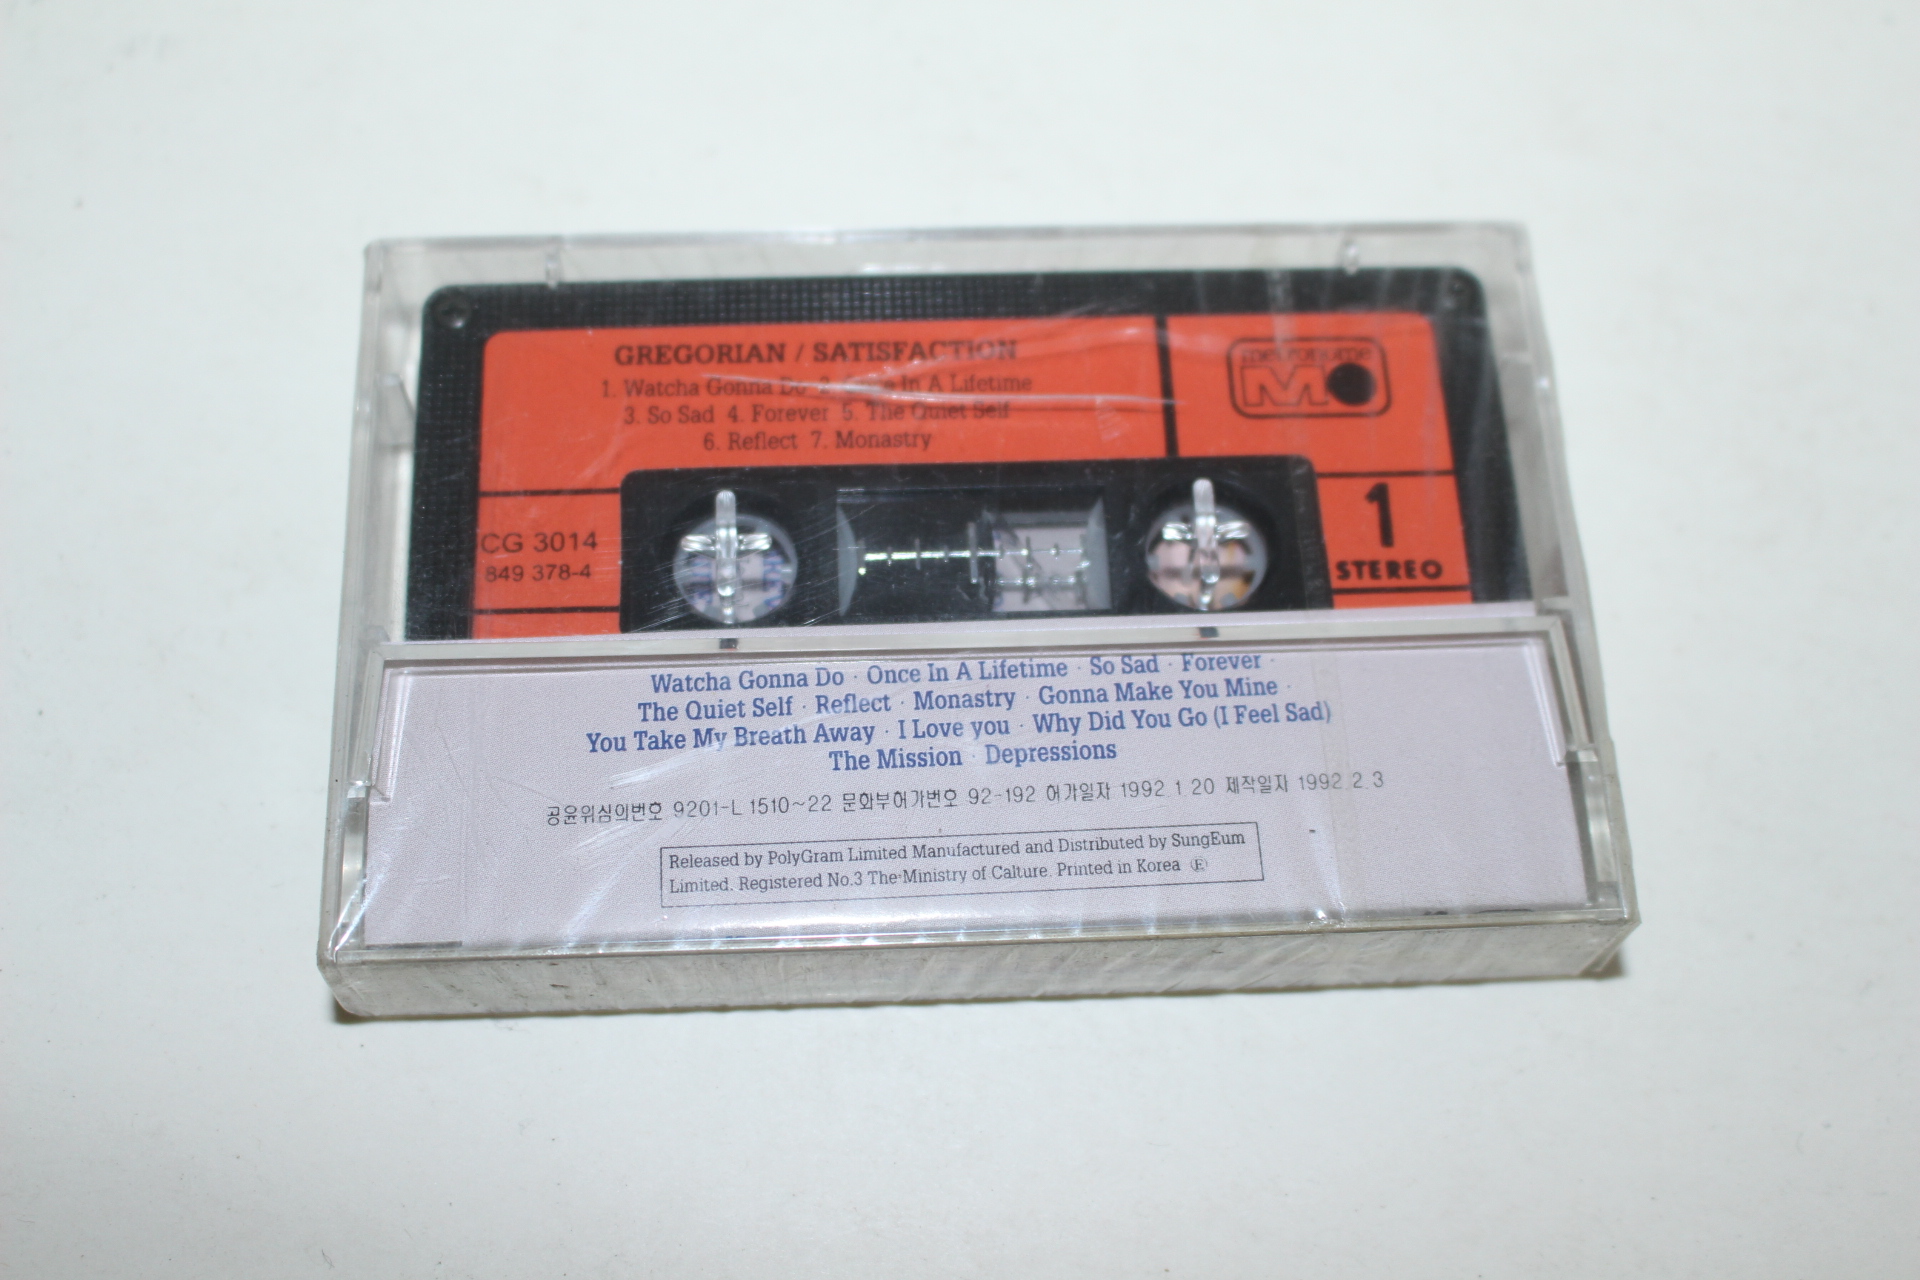 GREGORIAN / SATISFACTION
1. Watcha Gonna Do 2. Once In A Lifetime
3. So Sad 4. Forever 5. The Quiet Self
6. Reflect 7. Monastry
metronome
CG 3014
849 378-4
1
STEREO
Watcha Gonna Do · Once In A Lifetime · So Sad · Forever ·
The Quiet Self · Reflect · Monastry · Gonna Make You Mine ·
You Take My Breath Away · I Love you · Why Did You Go (I Feel Sad)
The Mission · Depressions
공윤위심의번호 9201-L 1510~22 문화부허가번호 92-192 허가일자 1992.1.20 제작일자 1992.2.3
Released by PolyGram Limited Manufactured and Distributed by SungEum
Limited. Registered No.3 The Ministry of Calture. Printed in Korea Ⓔ